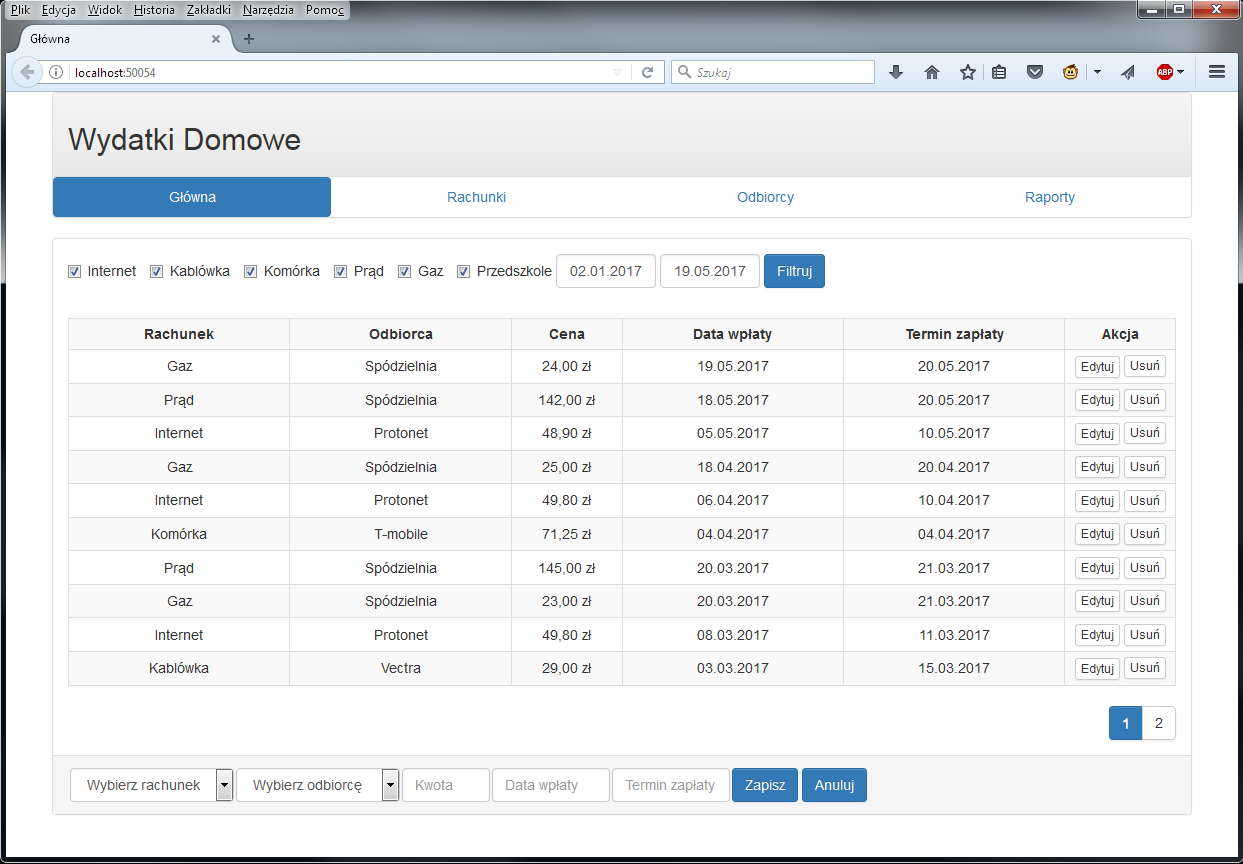 Plik Edycja Widok Historia Zakładki Narzędzia Pomoc
Główna
localhost:50054 Szukaj ABP
Wydatki Domowe
Główna Rachunki Odbiorcy Raporty
Internet Kablówka Komórka Prąd Gaz Przedszkole 02.01.2017 19.05.2017 Filtruj
Rachunek Odbiorca Cena Data wpłaty Termin zapłaty Akcja
Gaz Spódzielnia 24,00 zł 19.05.2017 20.05.2017 Edytuj Usuń
Prąd Spódzielnia 142,00 zł 18.05.2017 20.05.2017 Edytuj Usuń
Internet Protonet 48,90 zł 05.05.2017 10.05.2017 Edytuj Usuń
Gaz Spódzielnia 25,00 zł 18.04.2017 20.04.2017 Edytuj Usuń
Internet Protonet 49,80 zł 06.04.2017 10.04.2017 Edytuj Usuń
Komórka T-mobile 71,25 zł 04.04.2017 04.04.2017 Edytuj Usuń
Prąd Spódzielnia 145,00 zł 20.03.2017 21.03.2017 Edytuj Usuń
Gaz Spódzielnia 23,00 zł 20.03.2017 21.03.2017 Edytuj Usuń
Internet Protonet 49,80 zł 08.03.2017 11.03.2017 Edytuj Usuń
Kablówka Vectra 29,00 zł 03.03.2017 15.03.2017 Edytuj Usuń
1 2
Wybierz rachunek Wybierz odbiorcę Kwota Data wpłaty Termin zapłaty Zapisz Anuluj